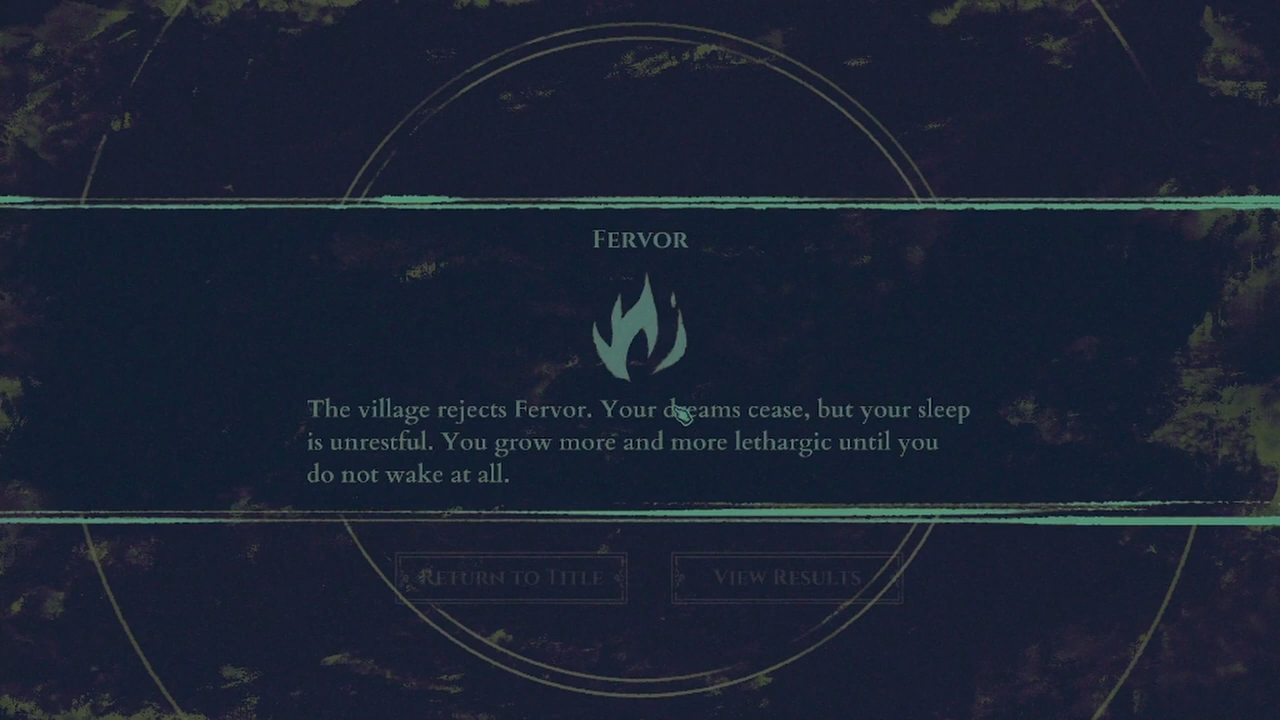 Fervor
The village rejects Fervor. Your dreams cease, but your sleep
is unrestful. You grow more and more lethargic until you
do not wake at all.
Return to Title
View Results